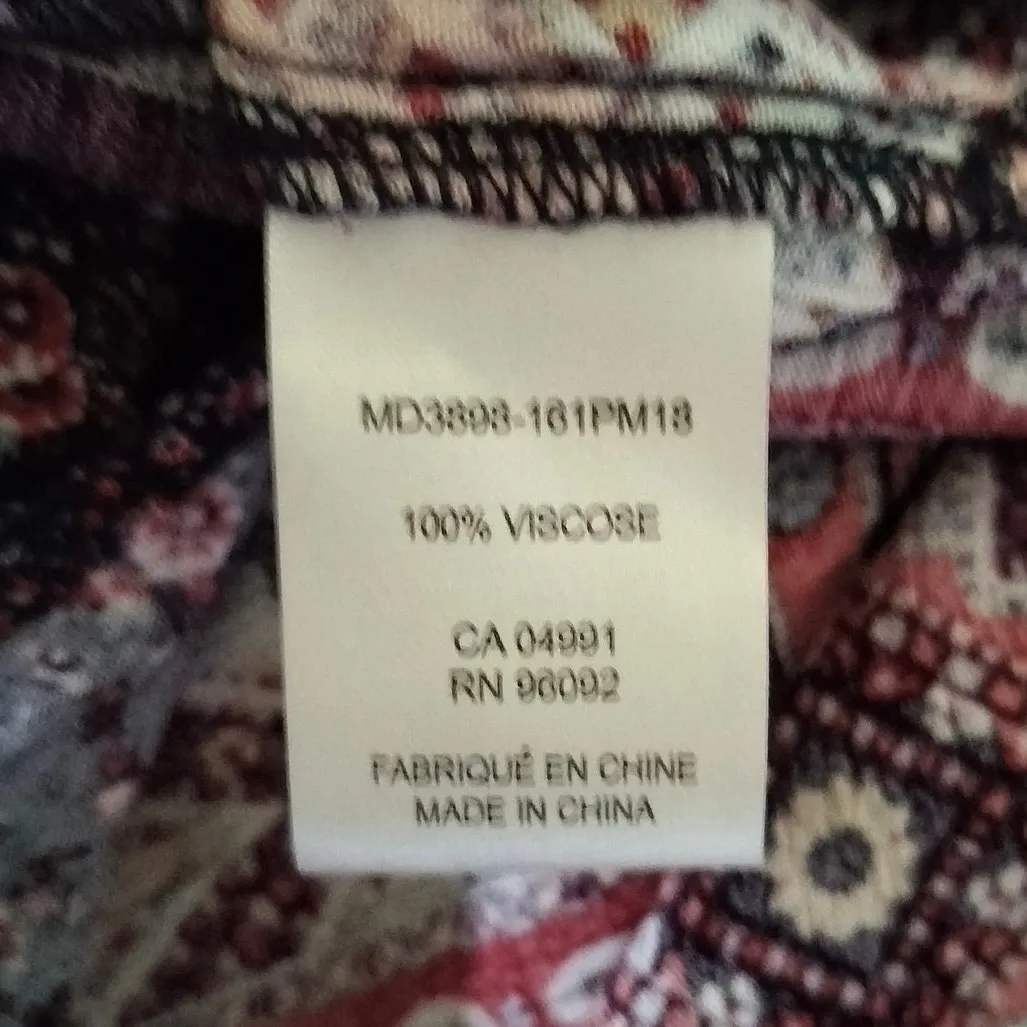 MD3898-161PM18
100% VISCOSE
CA 04991
RN 96092
FABRIQUÉ EN CHINE
MADE IN CHINA